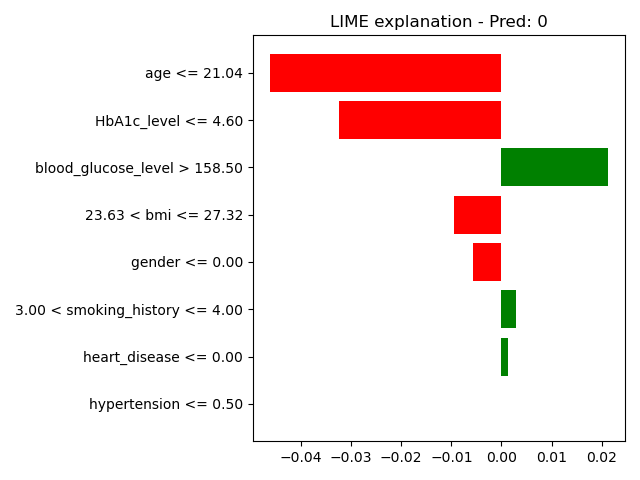 LIME explanation - Pred: 0
age <= 21.04
HbA1c_level <= 4.60
blood_glucose_level > 158.50
23.63 < bmi <= 27.32
gender <= 0.00
3.00 < smoking_history <= 4.00
heart_disease <= 0.00
hypertension <= 0.50
−0.04 −0.03 −0.02 −0.01 0.00 0.01 0.02